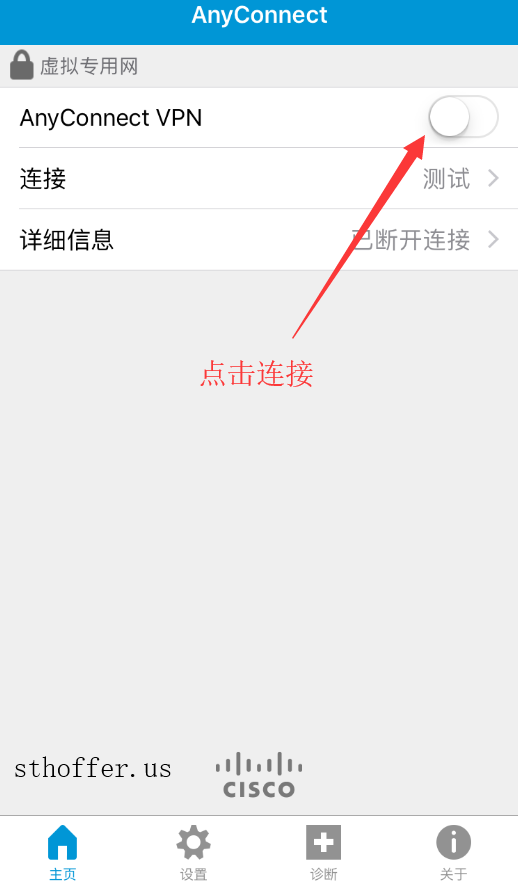 AnyConnect
虚拟专用网
AnyConnect VPN
连接 测试
详细信息 已断开连接
点击连接
sthoffer.us
CISCO
主页 设置 诊断 关于